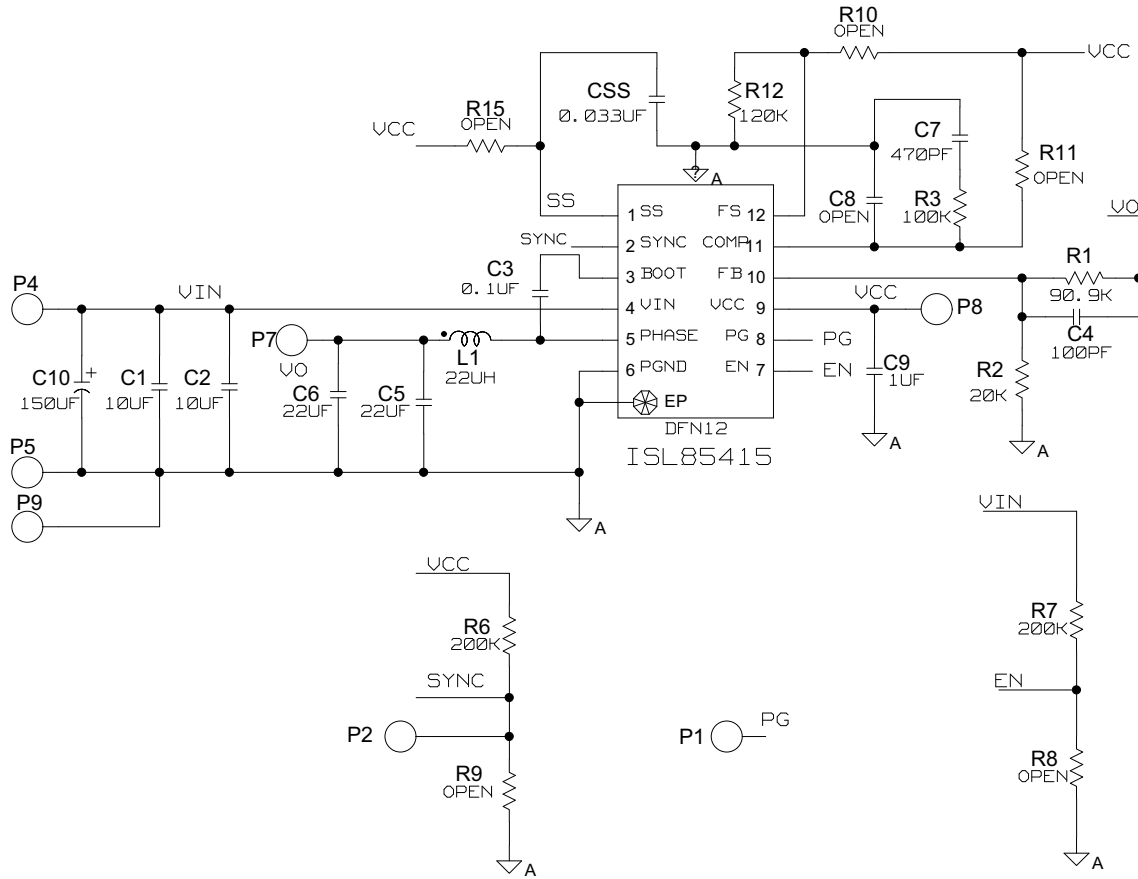 R10
OPEN
VCC
CSS
0.033UF
R12
120K
R15
OPEN
VCC
C7
470PF
R11
OPEN
? A
SS
C8
OPEN
R3
100K
VO
1 SS FS 12
SYNC
2 SYNC COMP 11
3 BOOT FB 10
4 VIN VCC 9
5 PHASE PG 8
6 PGND EN 7
EP
DFN12
ISL85415
C3
0.1UF
R1
90.9K
P4
VIN
VCC
P8
C4
100PF
P7
VO
L1
22UH
PG
EN
C9
1UF
R2
20K
C10
+
150UF
C1
10UF
C2
10UF
C6
22UF
C5
22UF
A
A
P5
P9
A
VIN
VCC
R6
200K
R7
200K
SYNC
EN
P2
P1
PG
R9
OPEN
R8
OPEN
A
A